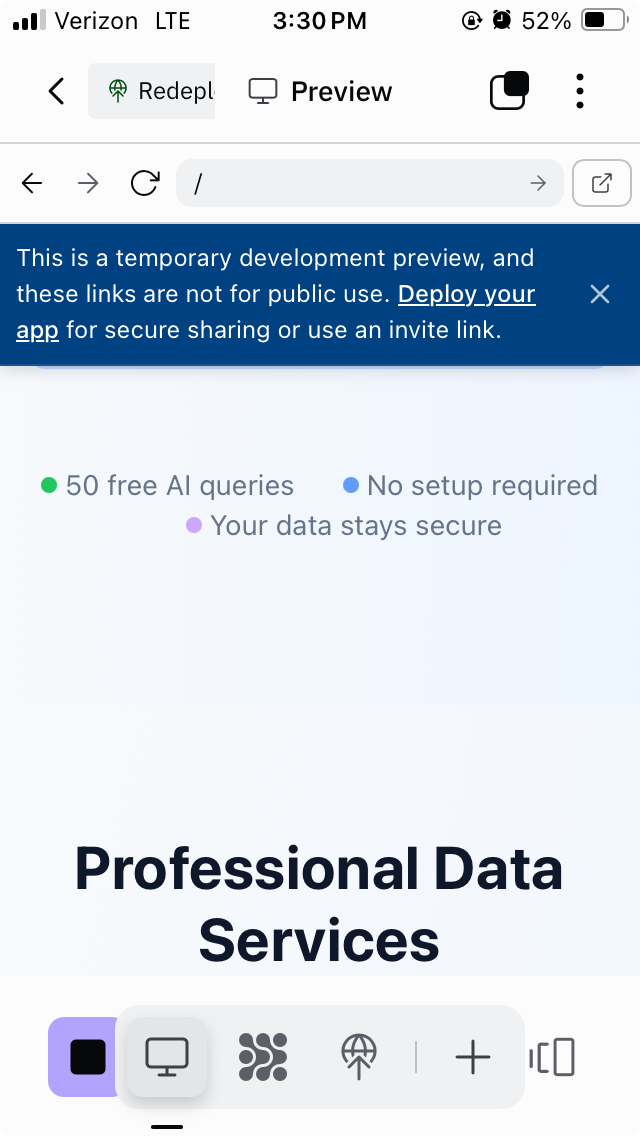 Verizon LTE 3:30 PM 52%
Redepl
Preview
/
This is a temporary development preview, and
these links are not for public use. Deploy your
app for secure sharing or use an invite link.
50 free AI queries
No setup required
Your data stays secure
Professional Data
Services